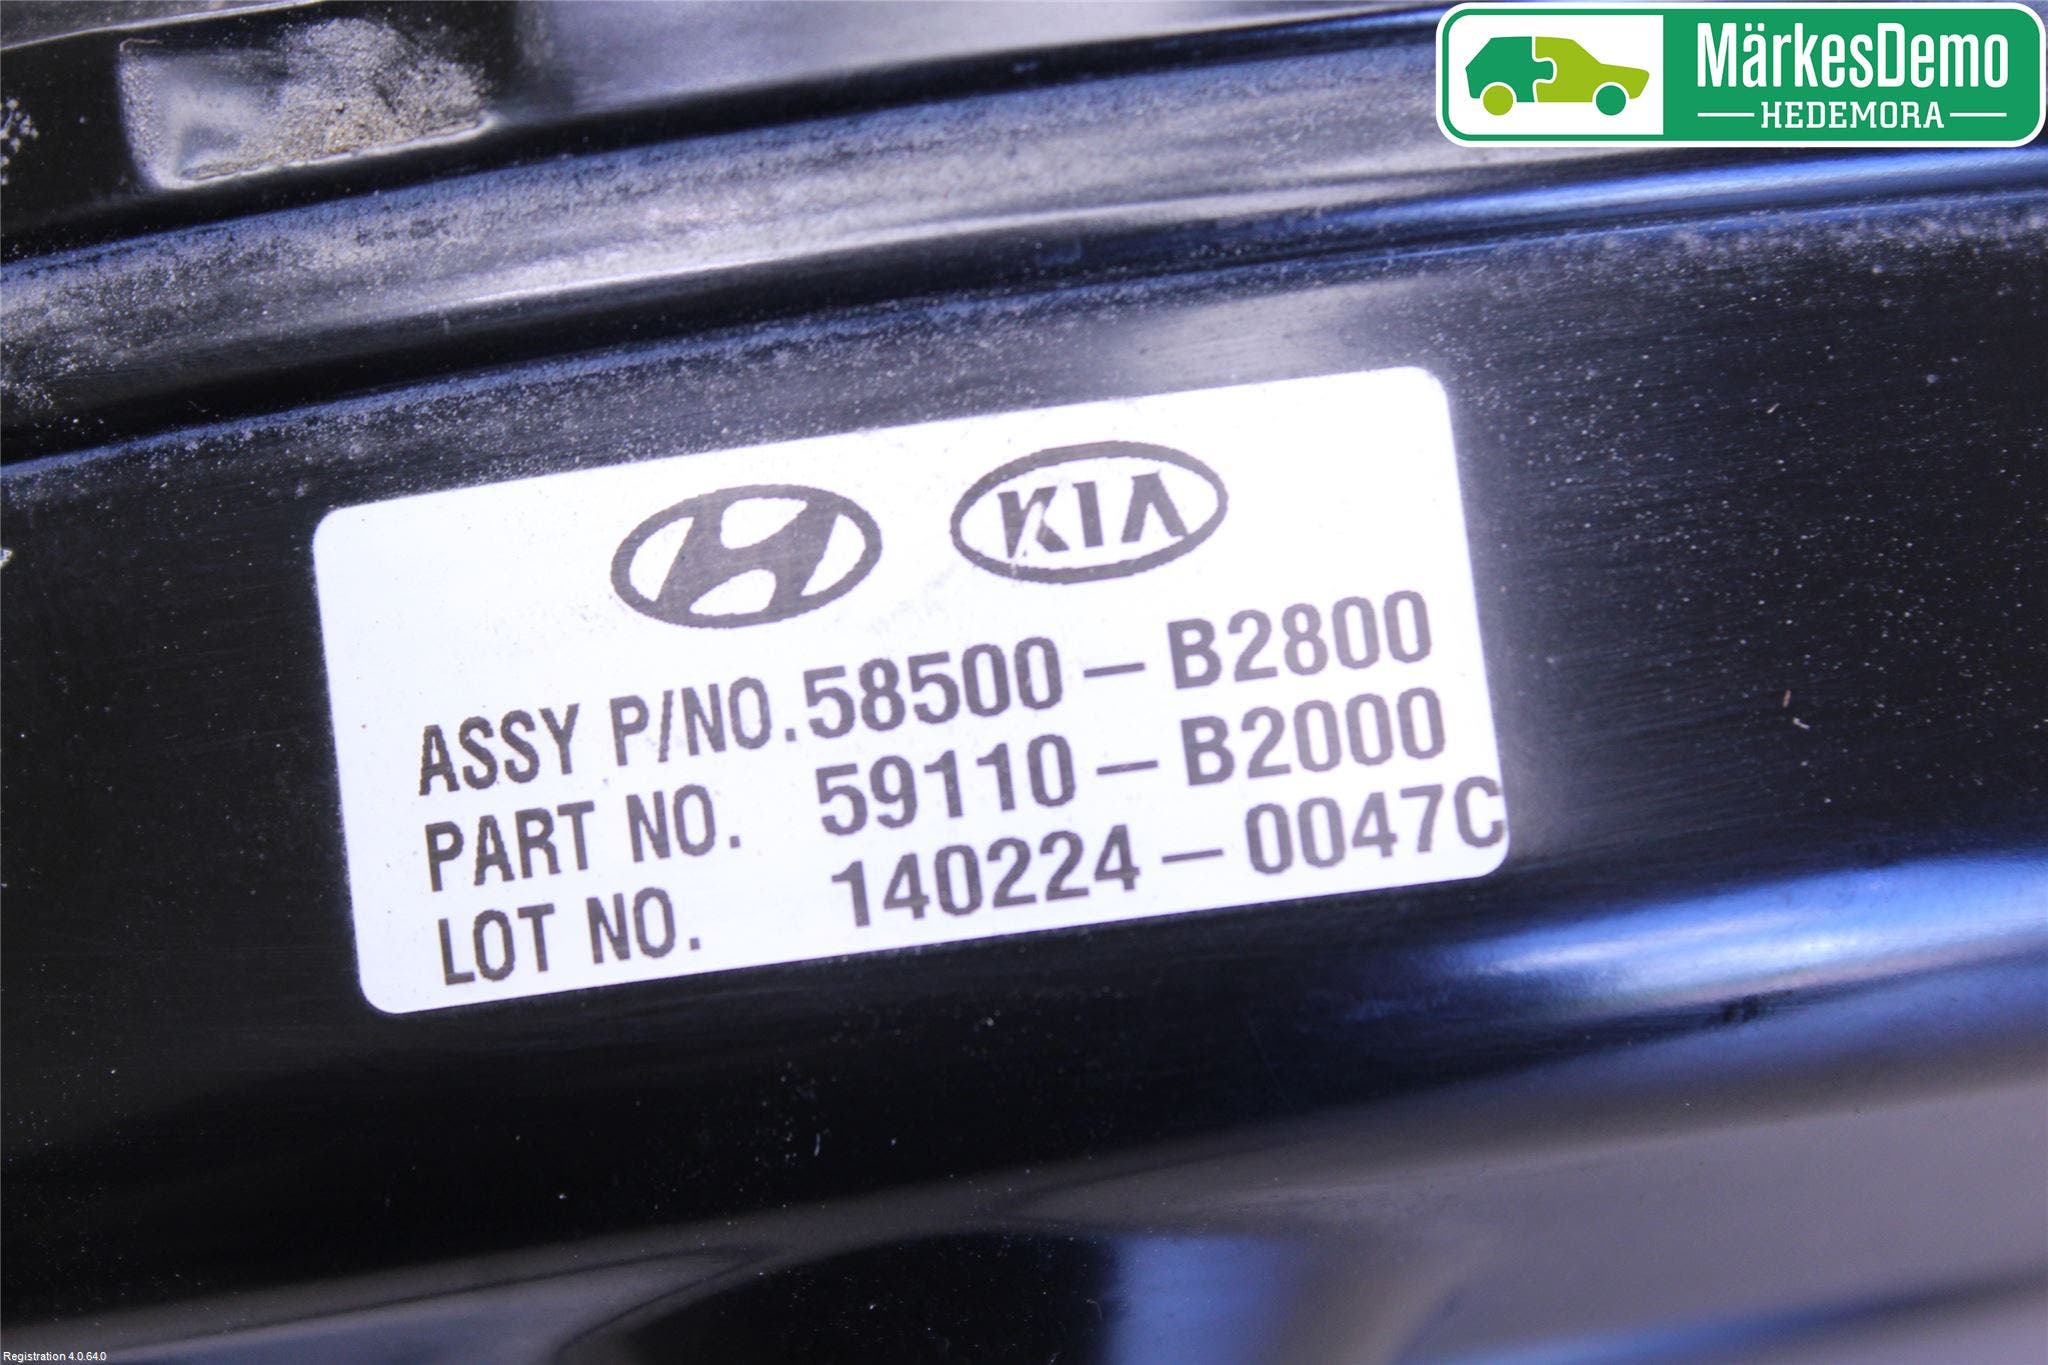 MärkesDemo
HEDEMORA
KIA
ASSY P/NO.58500-B2800
PART NO. 59110-B2000
LOT NO. 140224-0047C
Registration 4.0.64.0